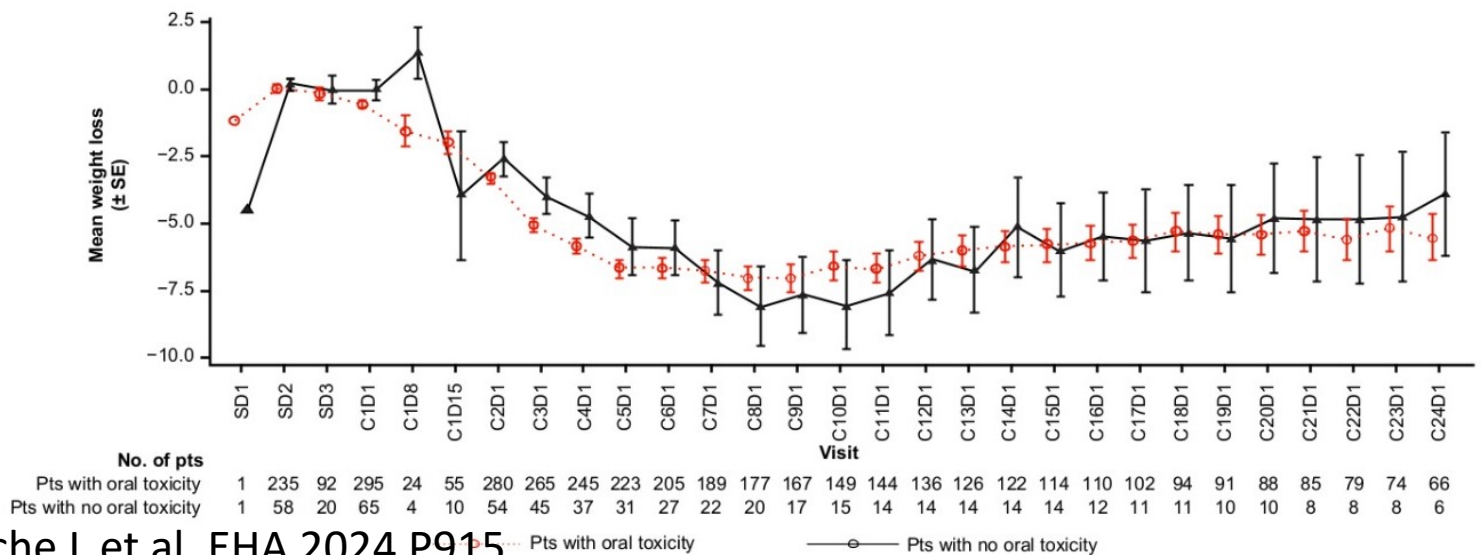 2.5
0.0
−2.5
−5.0
−7.5
−10.0
Mean weight loss
(± SE)
SD1 SD2 SD3 C1D1 C1D8 C1D15 C2D1 C3D1 C4D1 C5D1 C6D1 C7D1 C8D1 C9D1 C10D1 C11D1 C12D1 C13D1 C14D1 C15D1 C16D1 C17D1 C18D1 C19D1 C20D1 C21D1 C22D1 C23D1 C24D1
Visit
No. of pts
Pts with oral toxicity 1 235 92 295 24 55 280 265 245 223 205 189 177 167 149 144 136 126 122 114 110 102 94 91 88 85 79 74 66
Pts with no oral toxicity 1 58 20 65 4 10 54 45 37 31 27 22 20 17 15 14 14 14 14 14 12 11 11 10 10 8 8 8 6
che I, et al. EHA 2024 P915
Pts with oral toxicity Pts with no oral toxicity